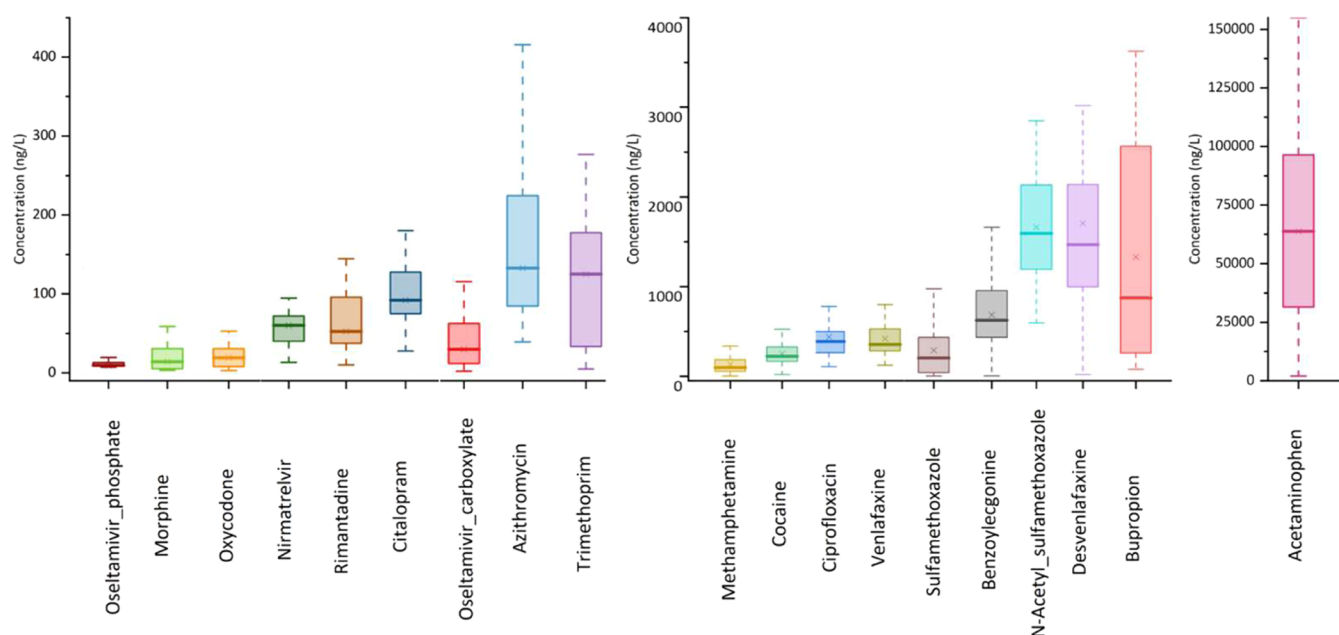 Concentration (ng/L)
400
300
200
100
0
Oseltamivir_phosphate
Morphine
Oxycodone
Nirmatrelvir
Rimantadine
Citalopram
Oseltamivir_carboxylate
Azithromycin
Trimethoprim
Concentration (ng/L)
4000
3000
2000
1000
0
Methamphetamine
Cocaine
Ciprofloxacin
Venlafaxine
Sulfamethoxazole
Benzoylecgonine
N-Acetyl_sulfamethoxazole
Desvenlafaxine
Bupropion
Concentration (ng/L)
150000
125000
100000
75000
50000
25000
0
Acetaminophen